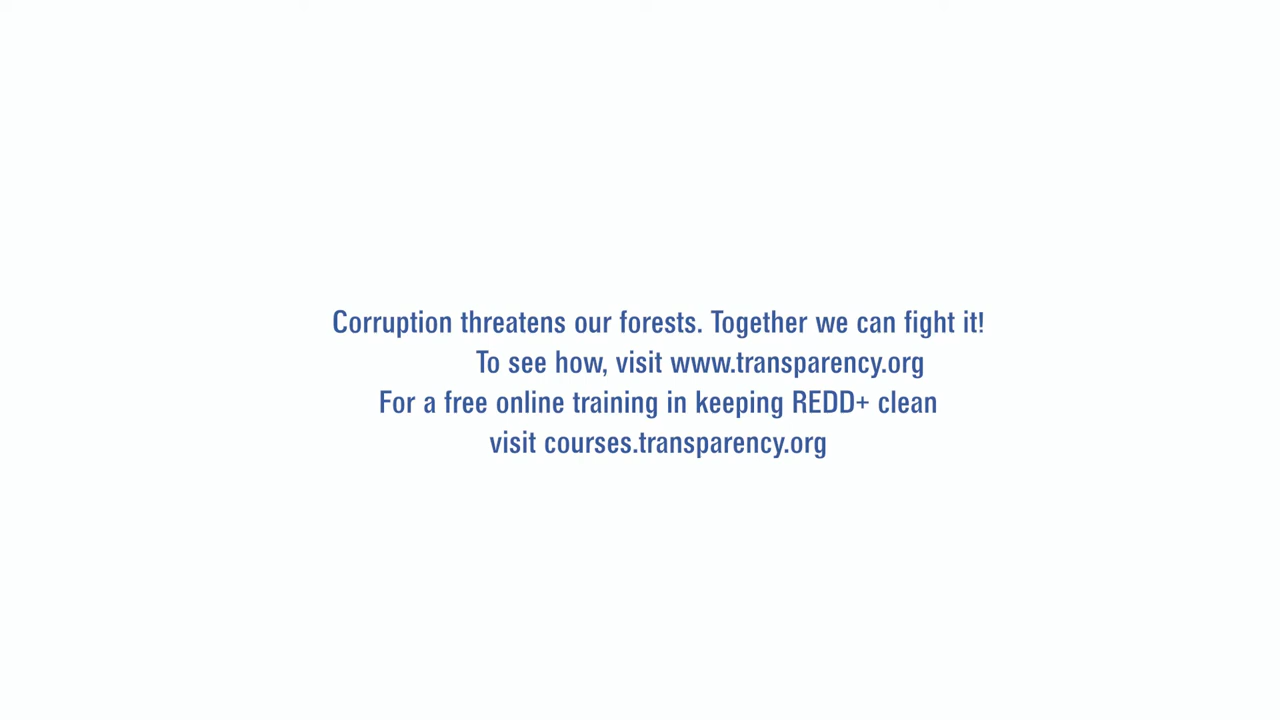 Corruption threatens our forests. Together we can fight it!
To see how, visit www.transparency.org
For a free online training in keeping REDD+ clean
visit courses.transparency.org